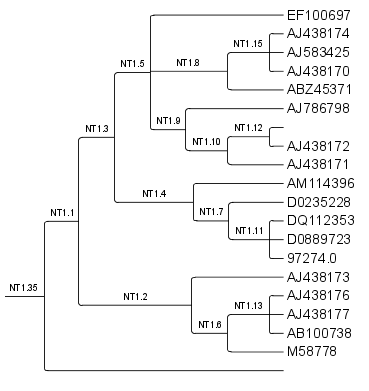 EF100697
AJ438174
NT1.15
AJ583425
NT1.5
NT1.8
AJ438170
ABZ45371
AJ786798
NT1.9
NT1.12
NT1.3
NT1.10
AJ438172
AJ438171
AM114396
NT1.4
D0235228
NT1.7
NT1.1
DQ112353
NT1.11
D0889723
97274.0
AJ438173
NT1.35
NT1.2
AJ438176
NT1.13
AJ438177
NT1.6
AB100738
M58778